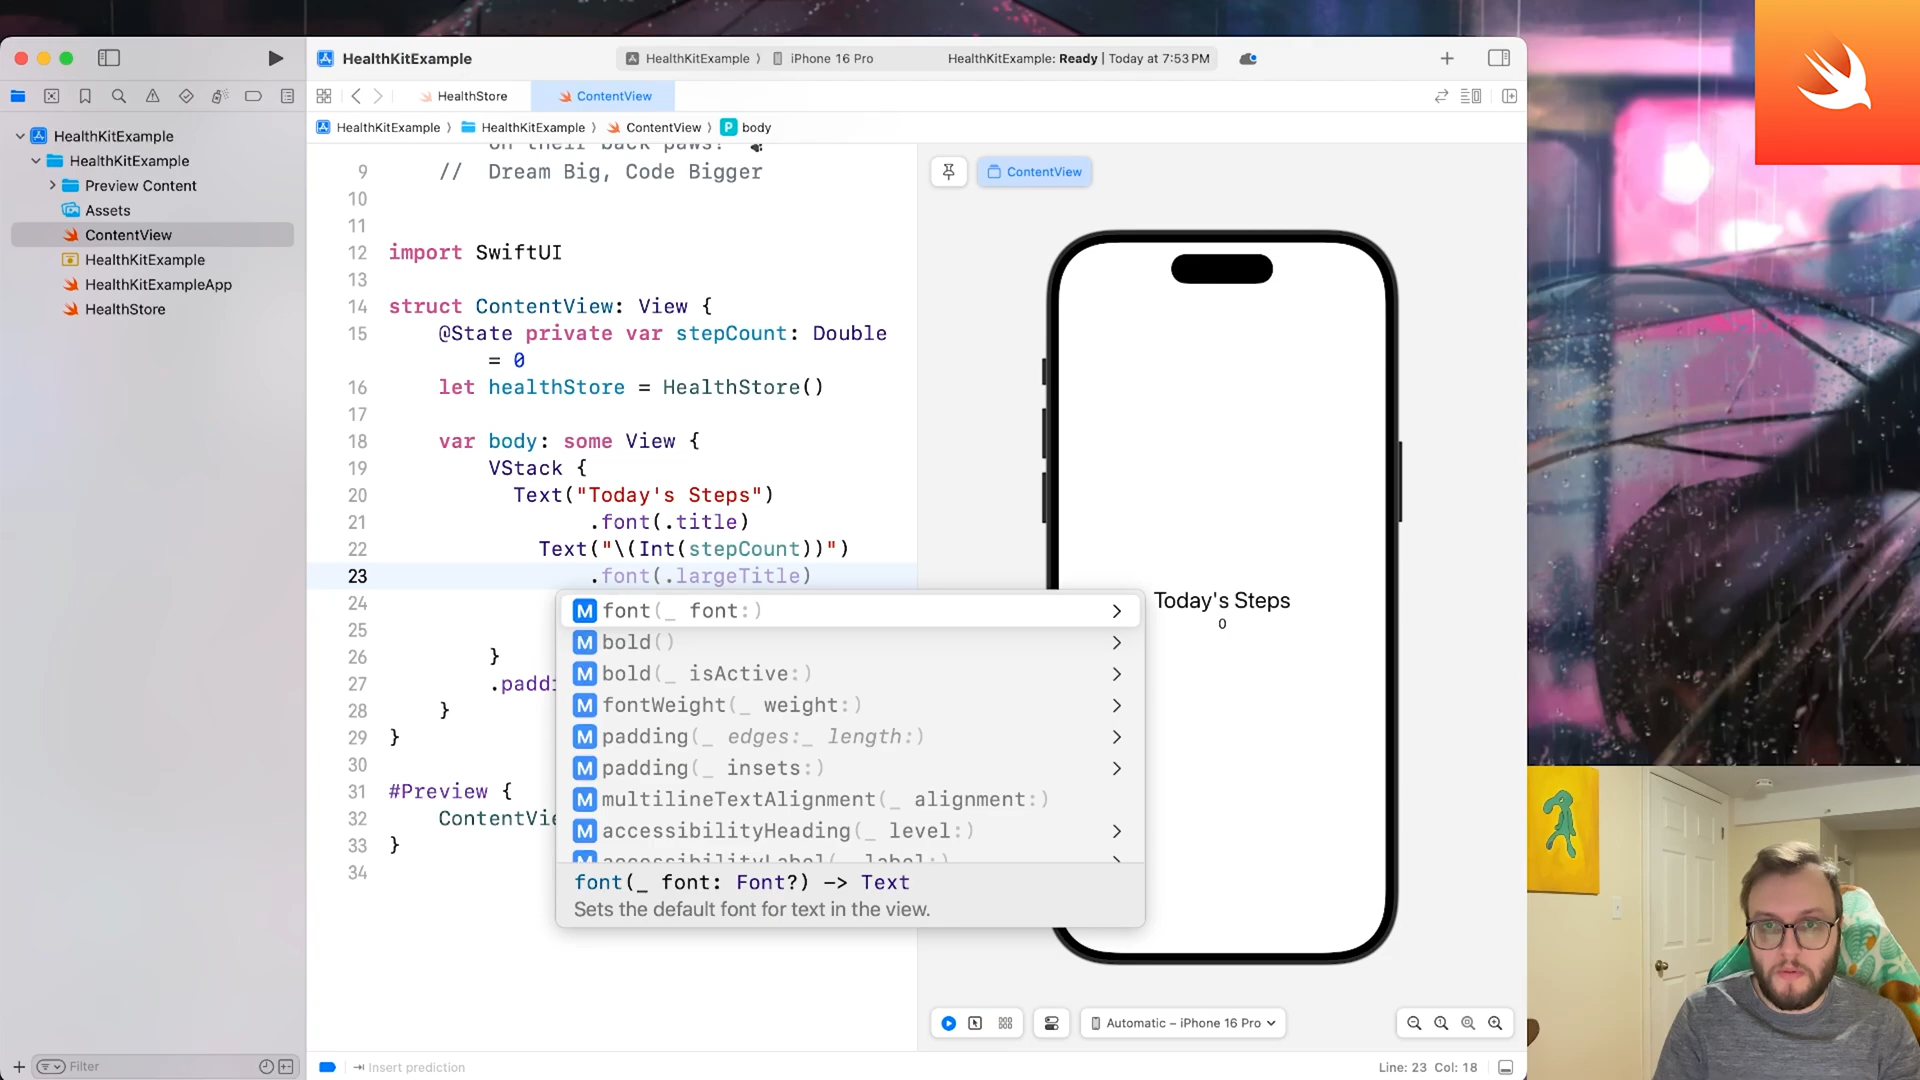 HealthKitExample
HealthKitExample
iPhone 16 Pro
HealthKitExample: Ready | Today at 7:53 PM
HealthStore
ContentView
HealthKitExample
HealthKitExample
ContentView
P body
HealthKitExample
HealthKitExample
Preview Content
Assets
ContentView
HealthKitExample
HealthKitExampleApp
HealthStore
on their back paws!
9 // Dream Big, Code Bigger
10
11
12 import SwiftUI
13
14 struct ContentView: View {
15 @State private var stepCount: Double
= 0
16 let healthStore = HealthStore()
17
18 var body: some View {
19 VStack {
20 Text("Today's Steps")
21 .font(.title)
22 Text("\(Int(stepCount))")
23 .font(.largeTitle)
24
25
26 }
27 .paddi
28 }
29 }
30
31 #Preview {
32 ContentVie
33 }
34
M font(_ font:)
M bold()
M bold(_ isActive:)
M fontWeight(_ weight:)
M padding(_ edges:_ length:)
M padding(_ insets:)
M multilineTextAlignment(_ alignment:)
M accessibilityHeading(_ level:)
M accessibilityLabel(_ label:)
font(_ font: Font?) -> Text
Sets the default font for text in the view.
ContentView
Today's Steps
0
Automatic – iPhone 16 Pro
Filter
Insert prediction
Line: 23 Col: 18